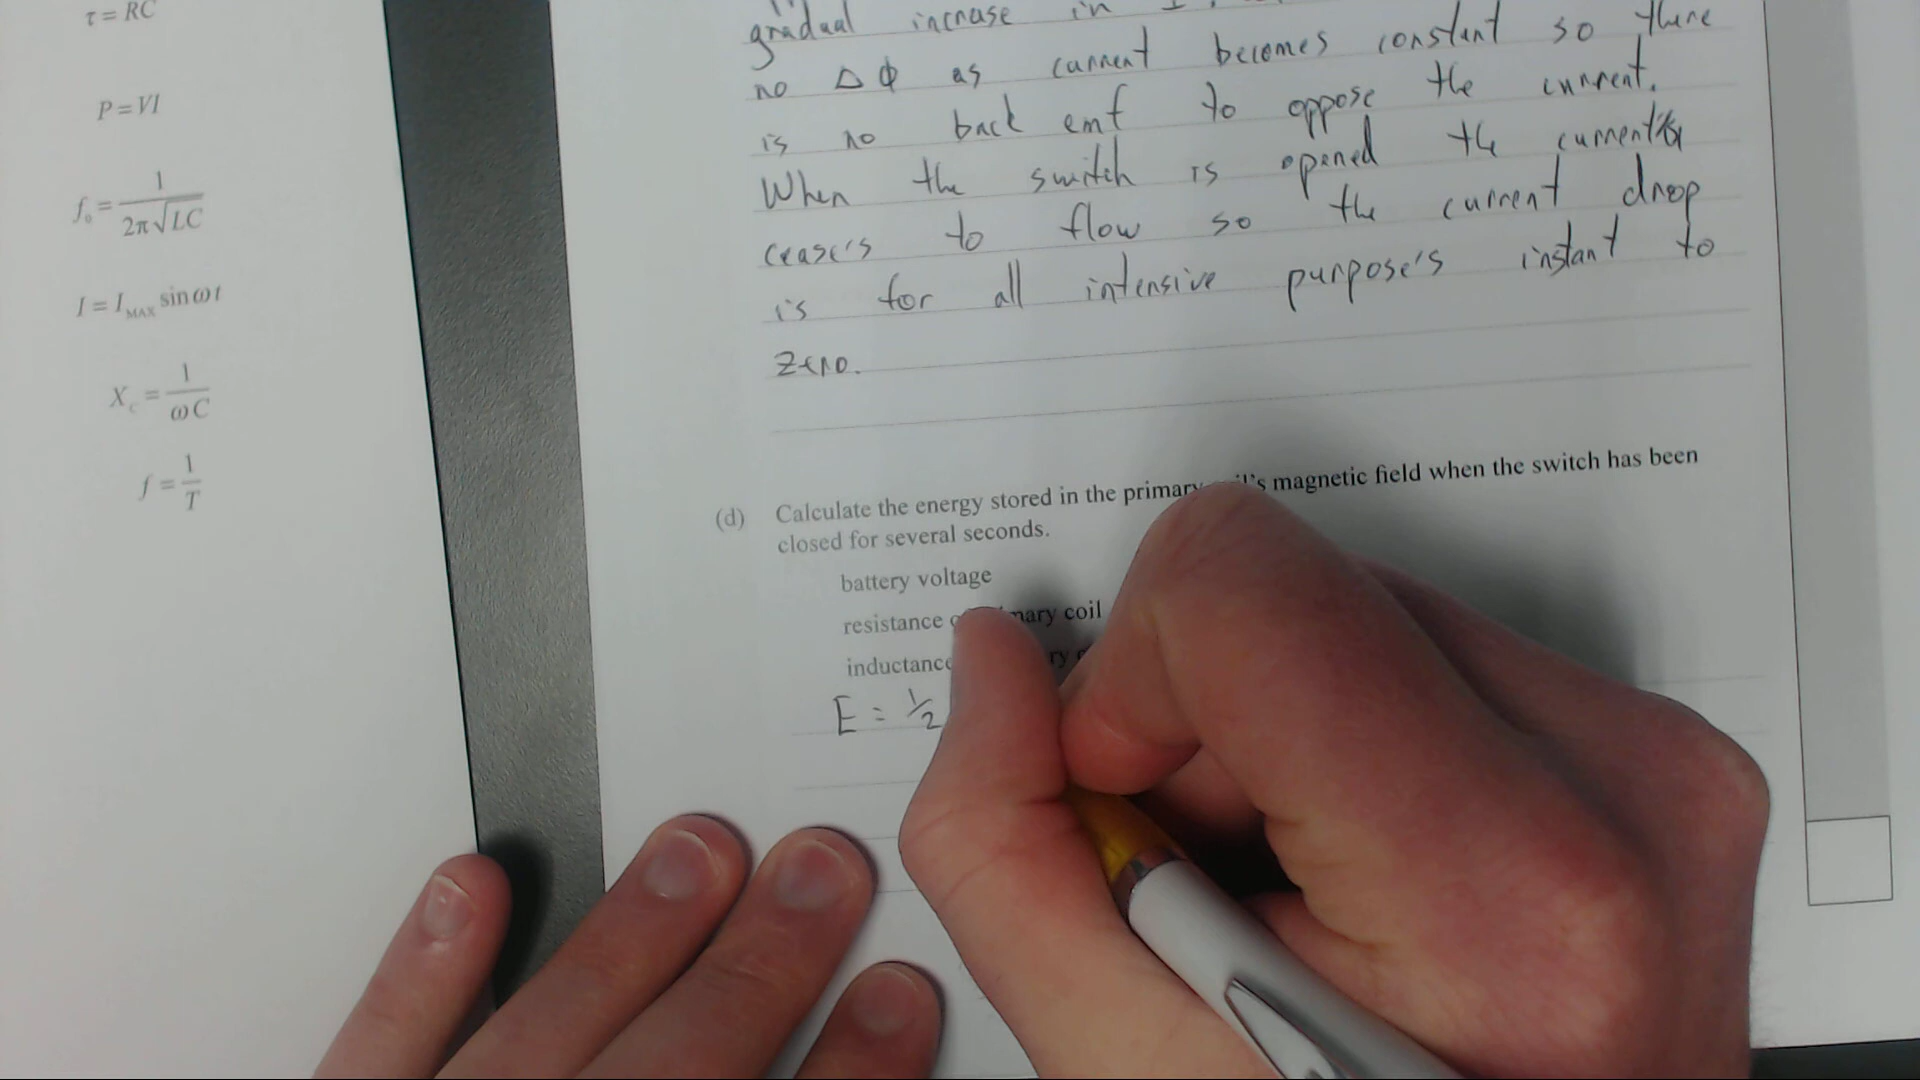 τ = RC
P = VI
f₀ = 1 / 2π√LC
I = I MAX sin ωt
X_C = 1 / ωC
f = 1 / T
gradual increase in I
no Δϕ as current becomes constant so there
is no back emf to oppose the current.
When the switch is opened the current
cease's to flow so the current drop
is for all intensive purpose's instant to
zero.
(d) Calculate the energy stored in the primary magnetic field when the switch has been
closed for several seconds.
battery voltage
resistance coil
inductance
E = 1/2